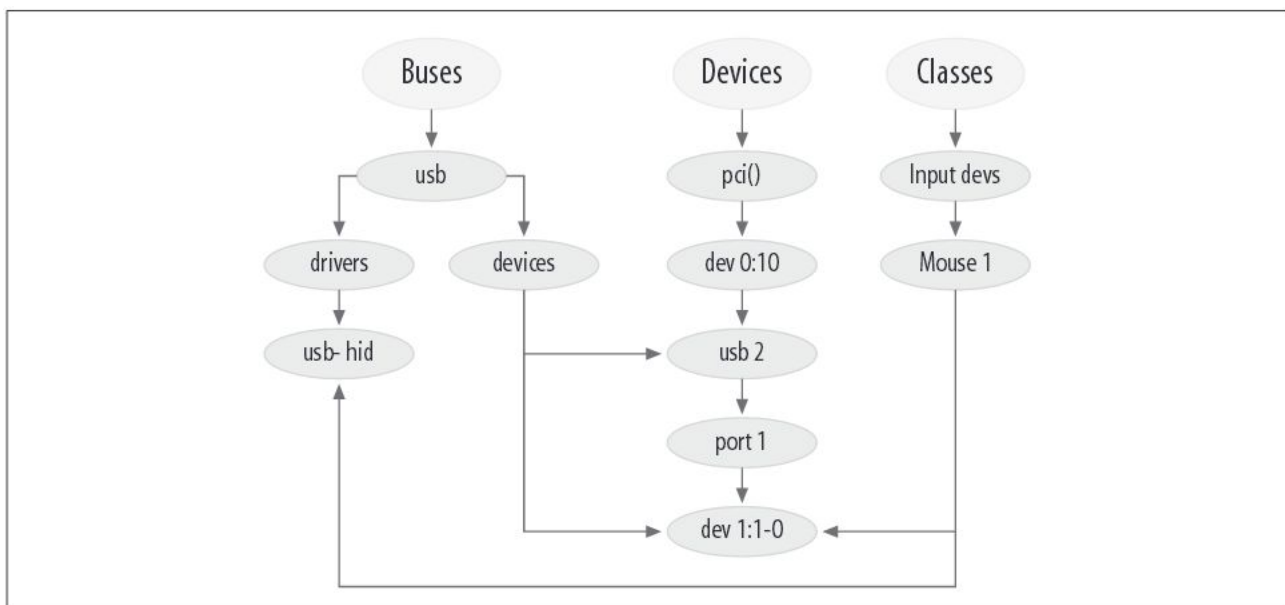 Buses
Devices
Classes
usb
pci()
Input devs
drivers
devices
dev 0:10
Mouse 1
usb- hid
usb 2
port 1
dev 1:1-0